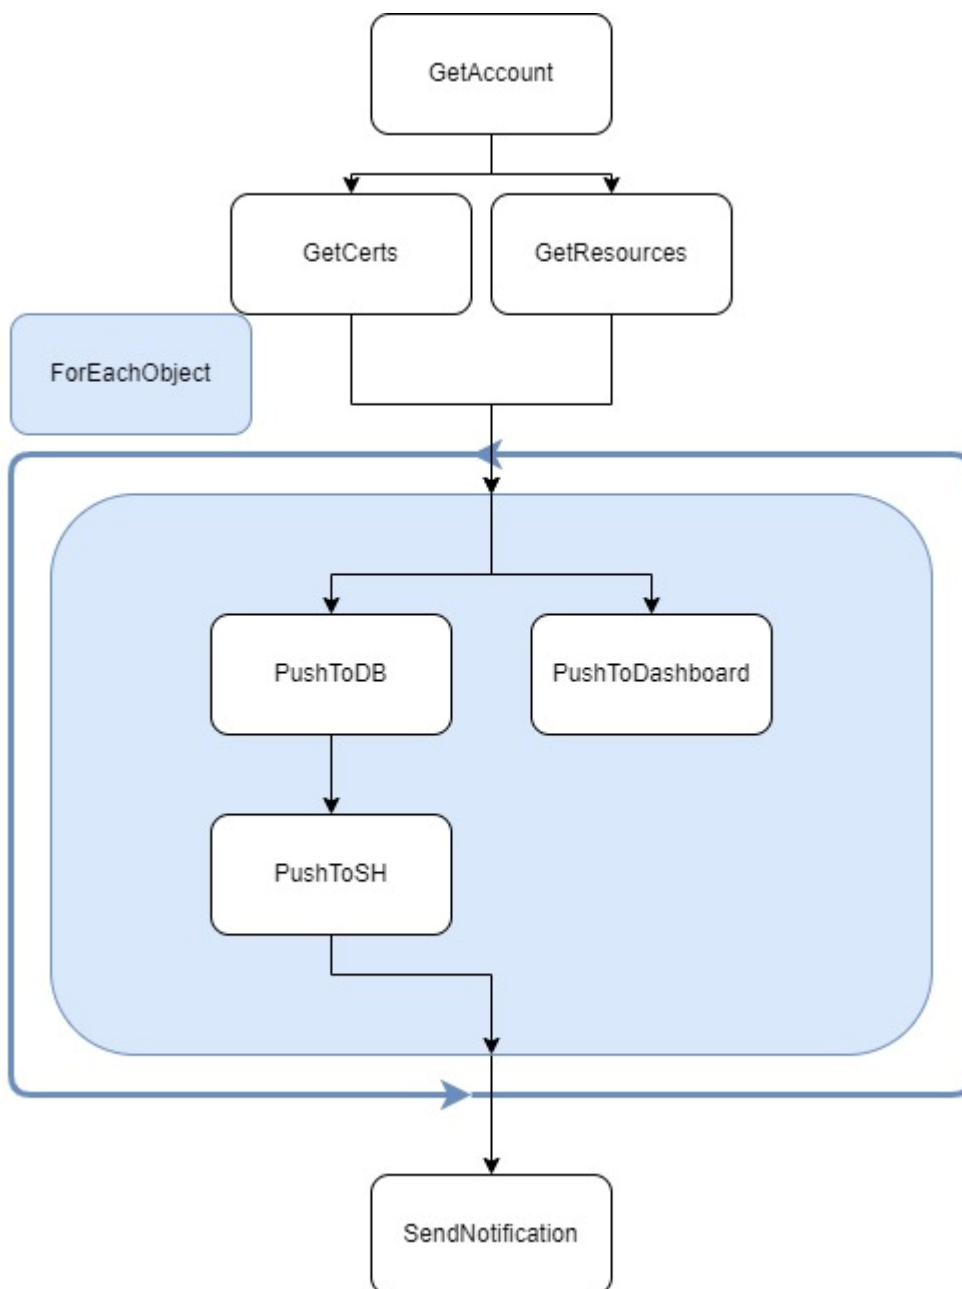 GetAccount
GetCerts
GetResources
ForEachObject
PushToDB
PushToDashboard
PushToSH
SendNotification